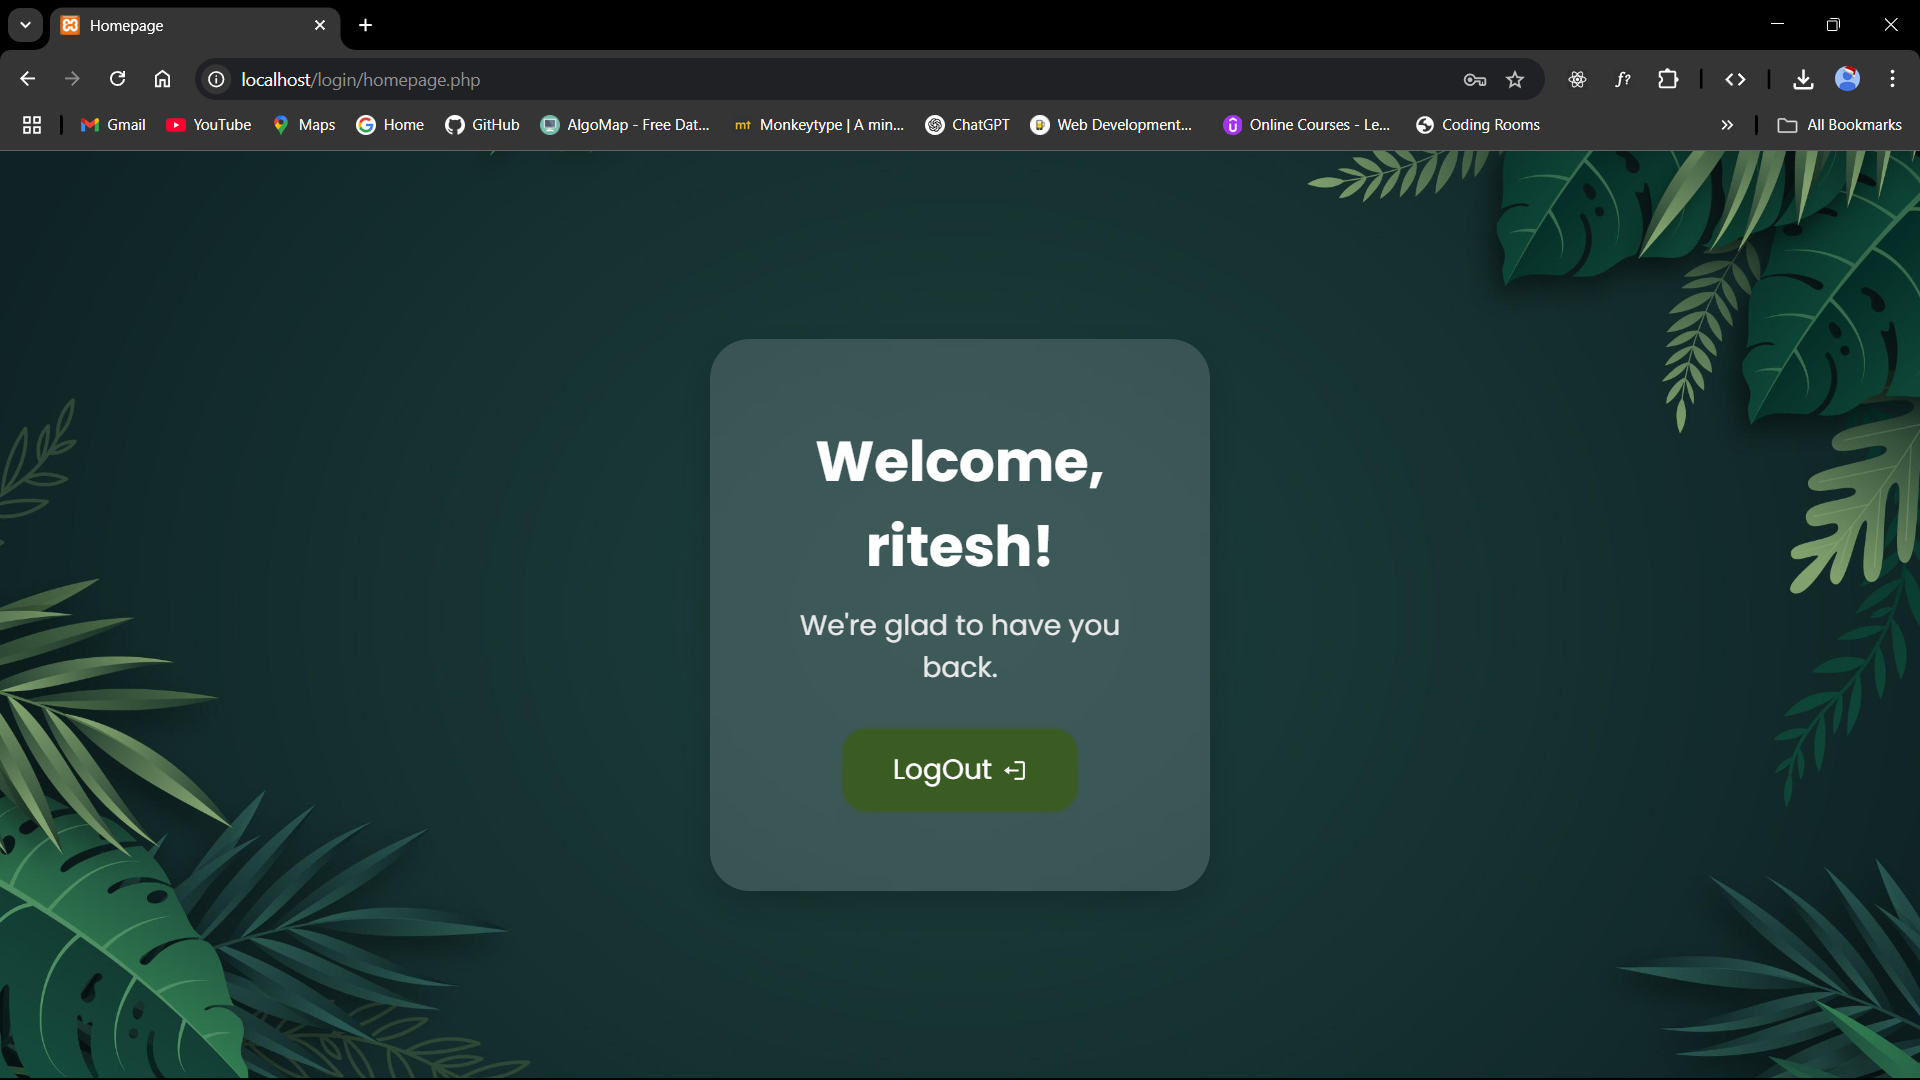 Homepage
localhost/login/homepage.php
f?
Gmail YouTube Maps Home GitHub AlgoMap - Free Dat... mt Monkeytype | A min... ChatGPT Web Development... Online Courses - Le... Coding Rooms » All Bookmarks
Welcome,
ritesh!
We're glad to have you
back.
LogOut